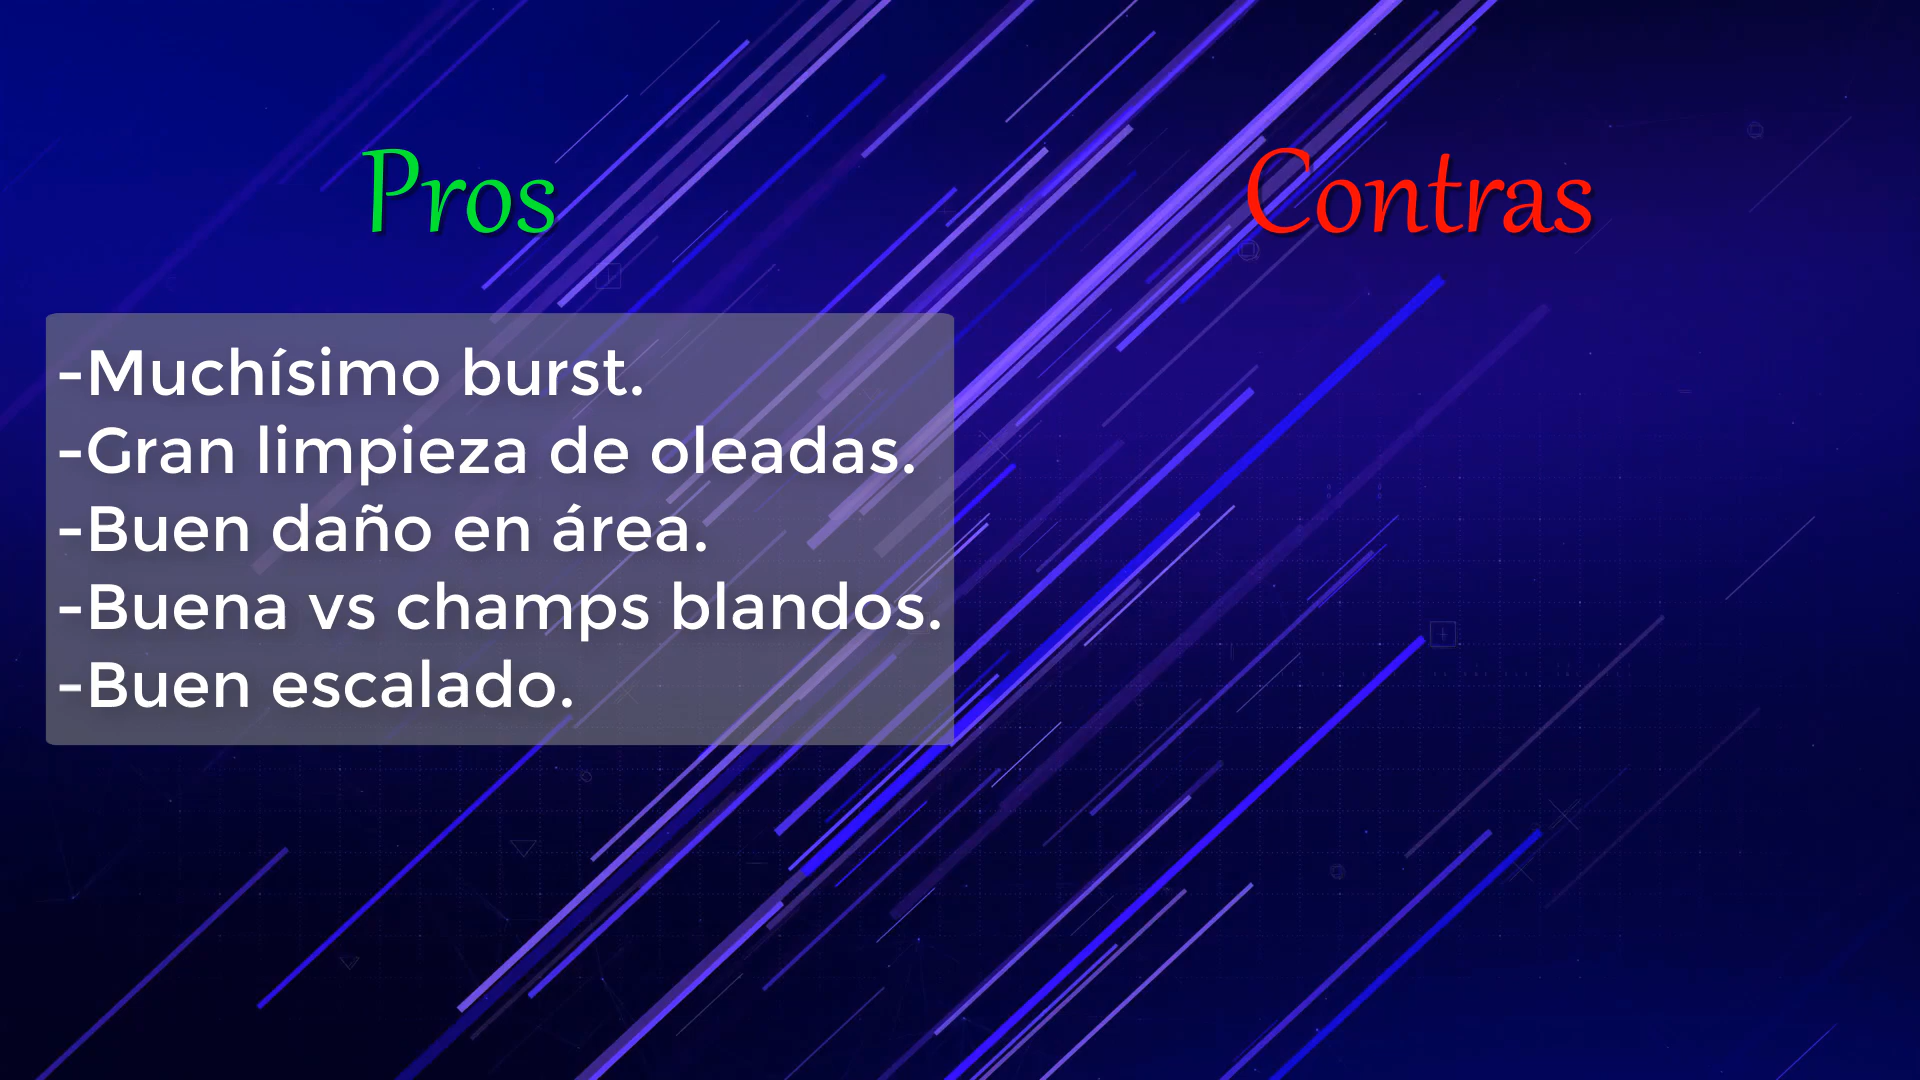 Pros
Contras
-Muchísimo burst.
-Gran limpieza de oleadas.
-Buen daño en área.
-Buena vs champs blandos.
-Buen escalado.